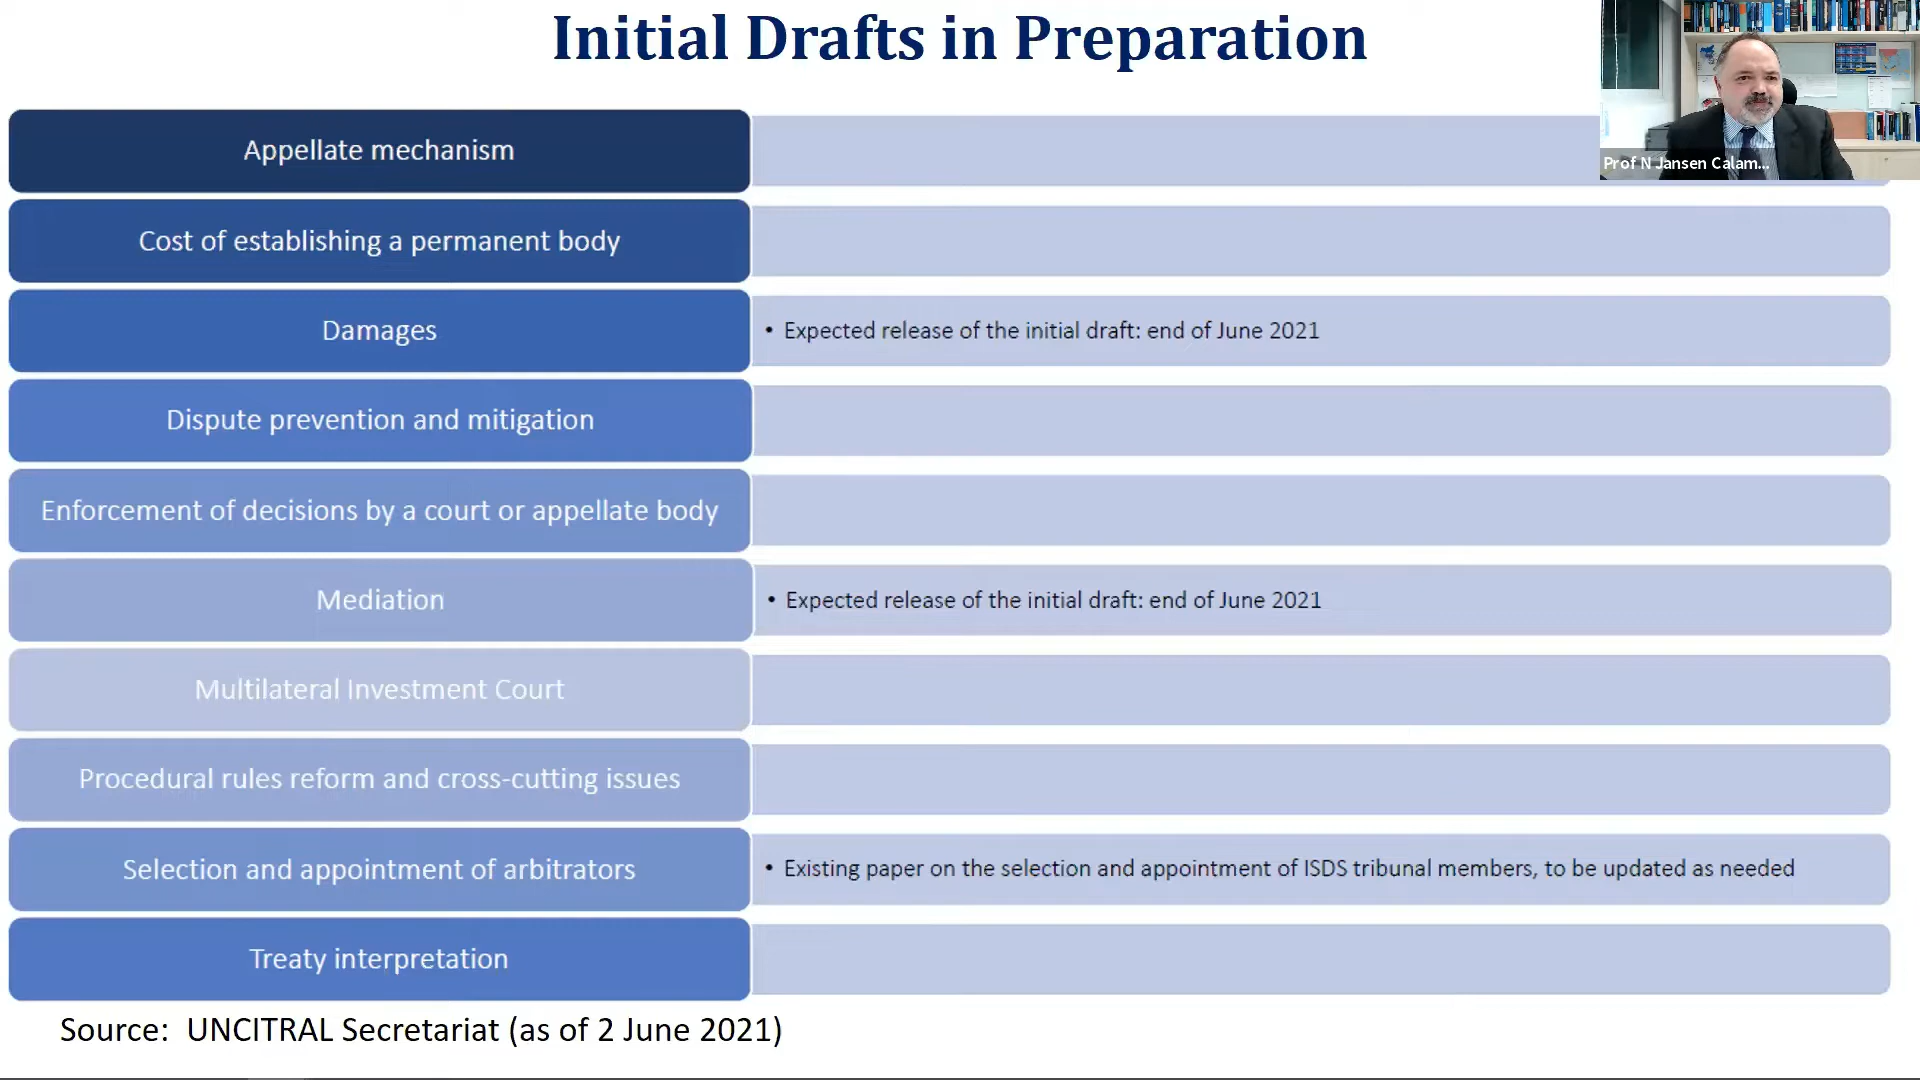 Initial Drafts in Preparation
Prof N Jansen Calam...
Appellate mechanism
Cost of establishing a permanent body
Damages
• Expected release of the initial draft: end of June 2021
Dispute prevention and mitigation
Enforcement of decisions by a court or appellate body
Mediation
• Expected release of the initial draft: end of June 2021
Multilateral Investment Court
Procedural rules reform and cross-cutting issues
Selection and appointment of arbitrators
• Existing paper on the selection and appointment of ISDS tribunal members, to be updated as needed
Treaty interpretation
Source: UNCITRAL Secretariat (as of 2 June 2021)